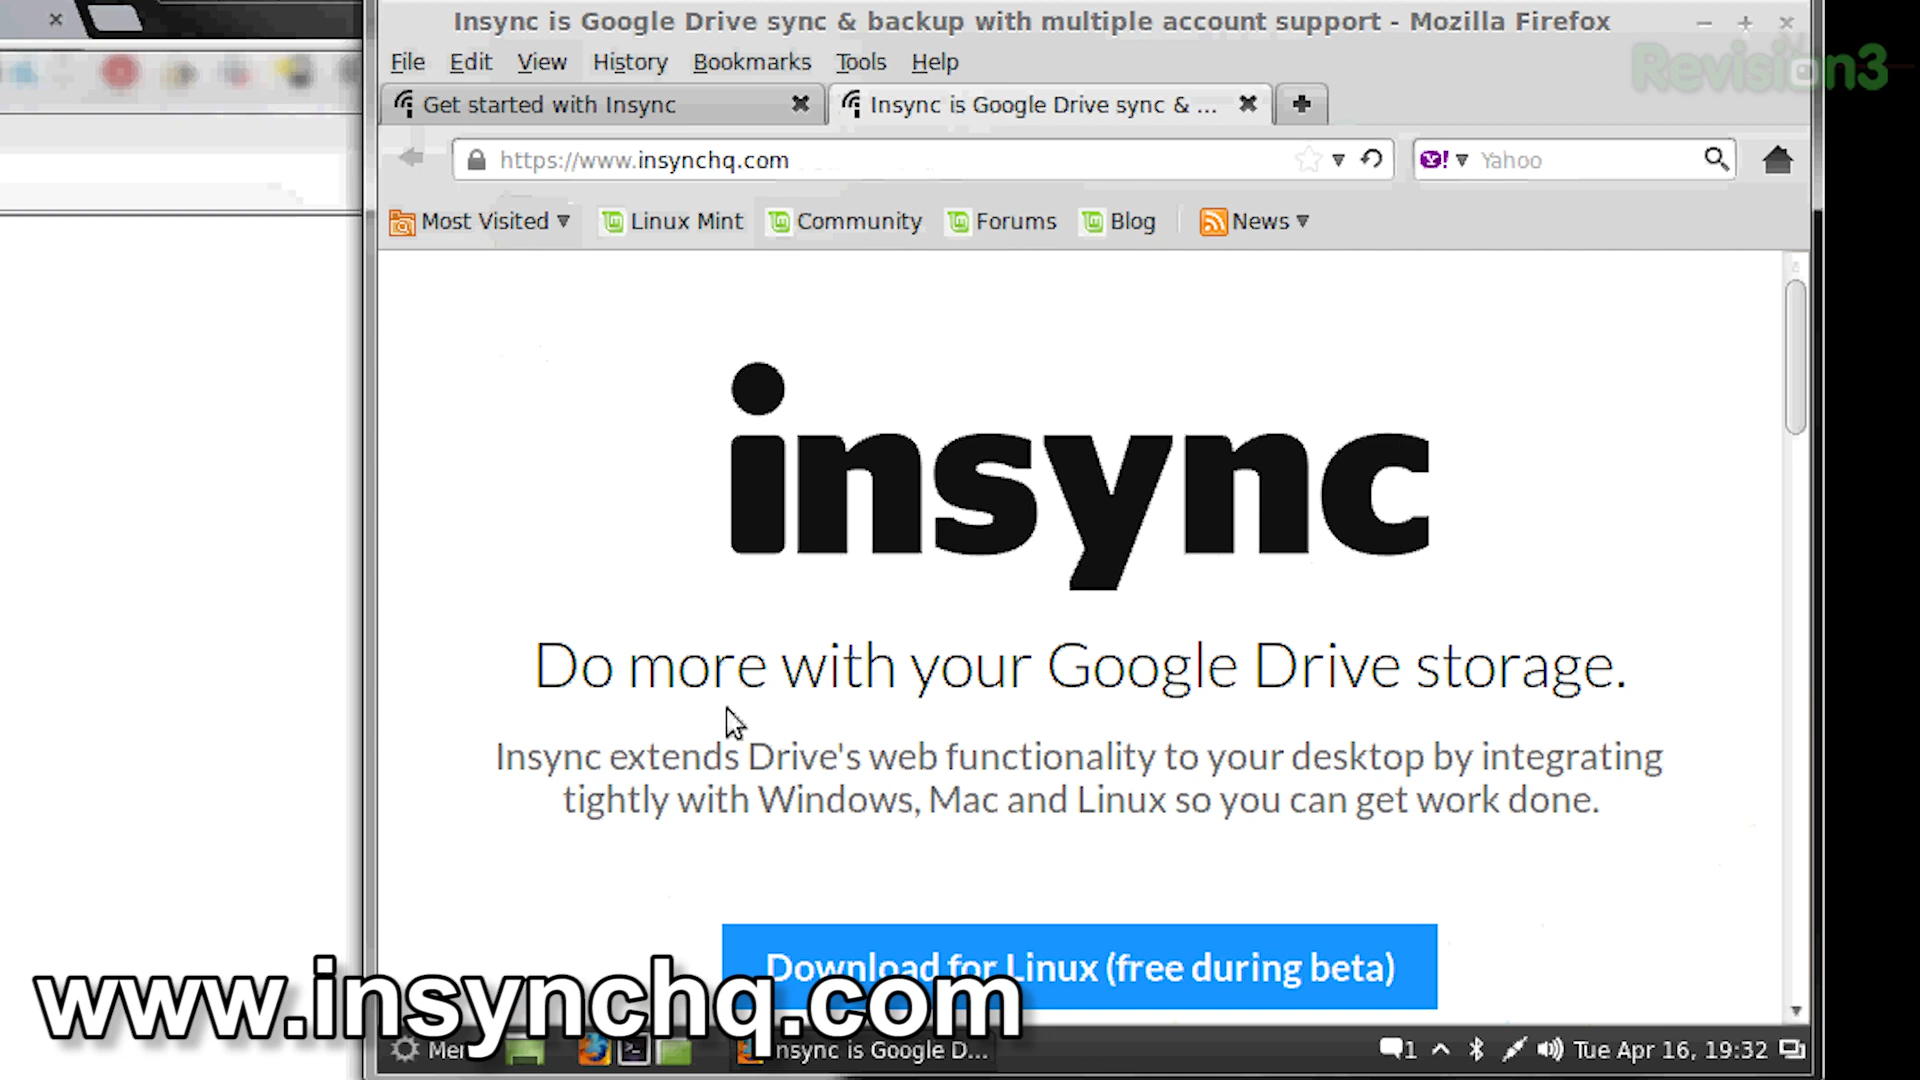 Insync is Google Drive sync & backup with multiple account support - Mozilla Firefox
Revision3
File Edit View History Bookmarks Tools Help
Get started with Insync
Insync is Google Drive sync & ...
https://www.insynchq.com
Yahoo
Most Visited Linux Mint Community Forums Blog News
insync
Do more with your Google Drive storage.
Insync extends Drive's web functionality to your desktop by integrating
tightly with Windows, Mac and Linux so you can get work done.
Download for Linux (free during beta)
www.insynchq.com
nsync is Google D...
1
Tue Apr 16, 19:32